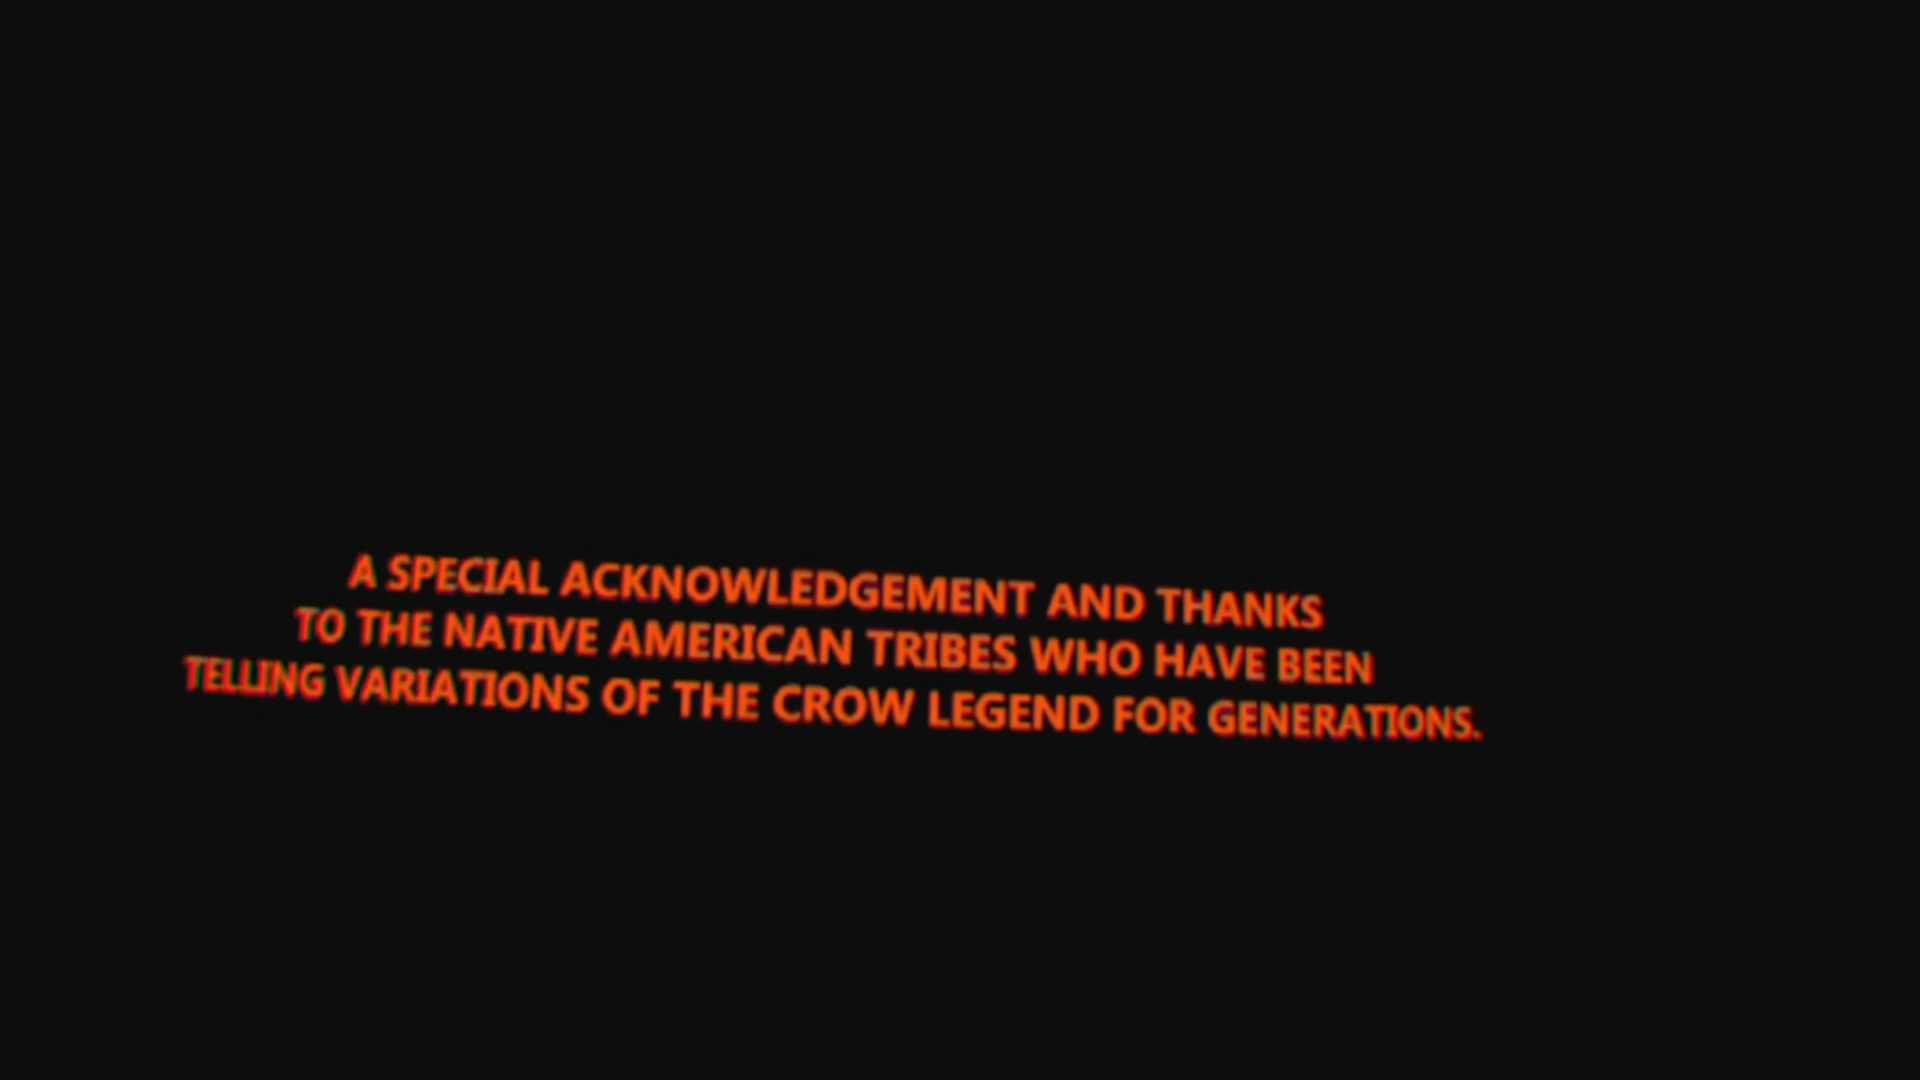 A SPECIAL ACKNOWLEDGEMENT AND THANKS
TO THE NATIVE AMERICAN TRIBES WHO HAVE BEEN
TELLING VARIATIONS OF THE CROW LEGEND FOR GENERATIONS.